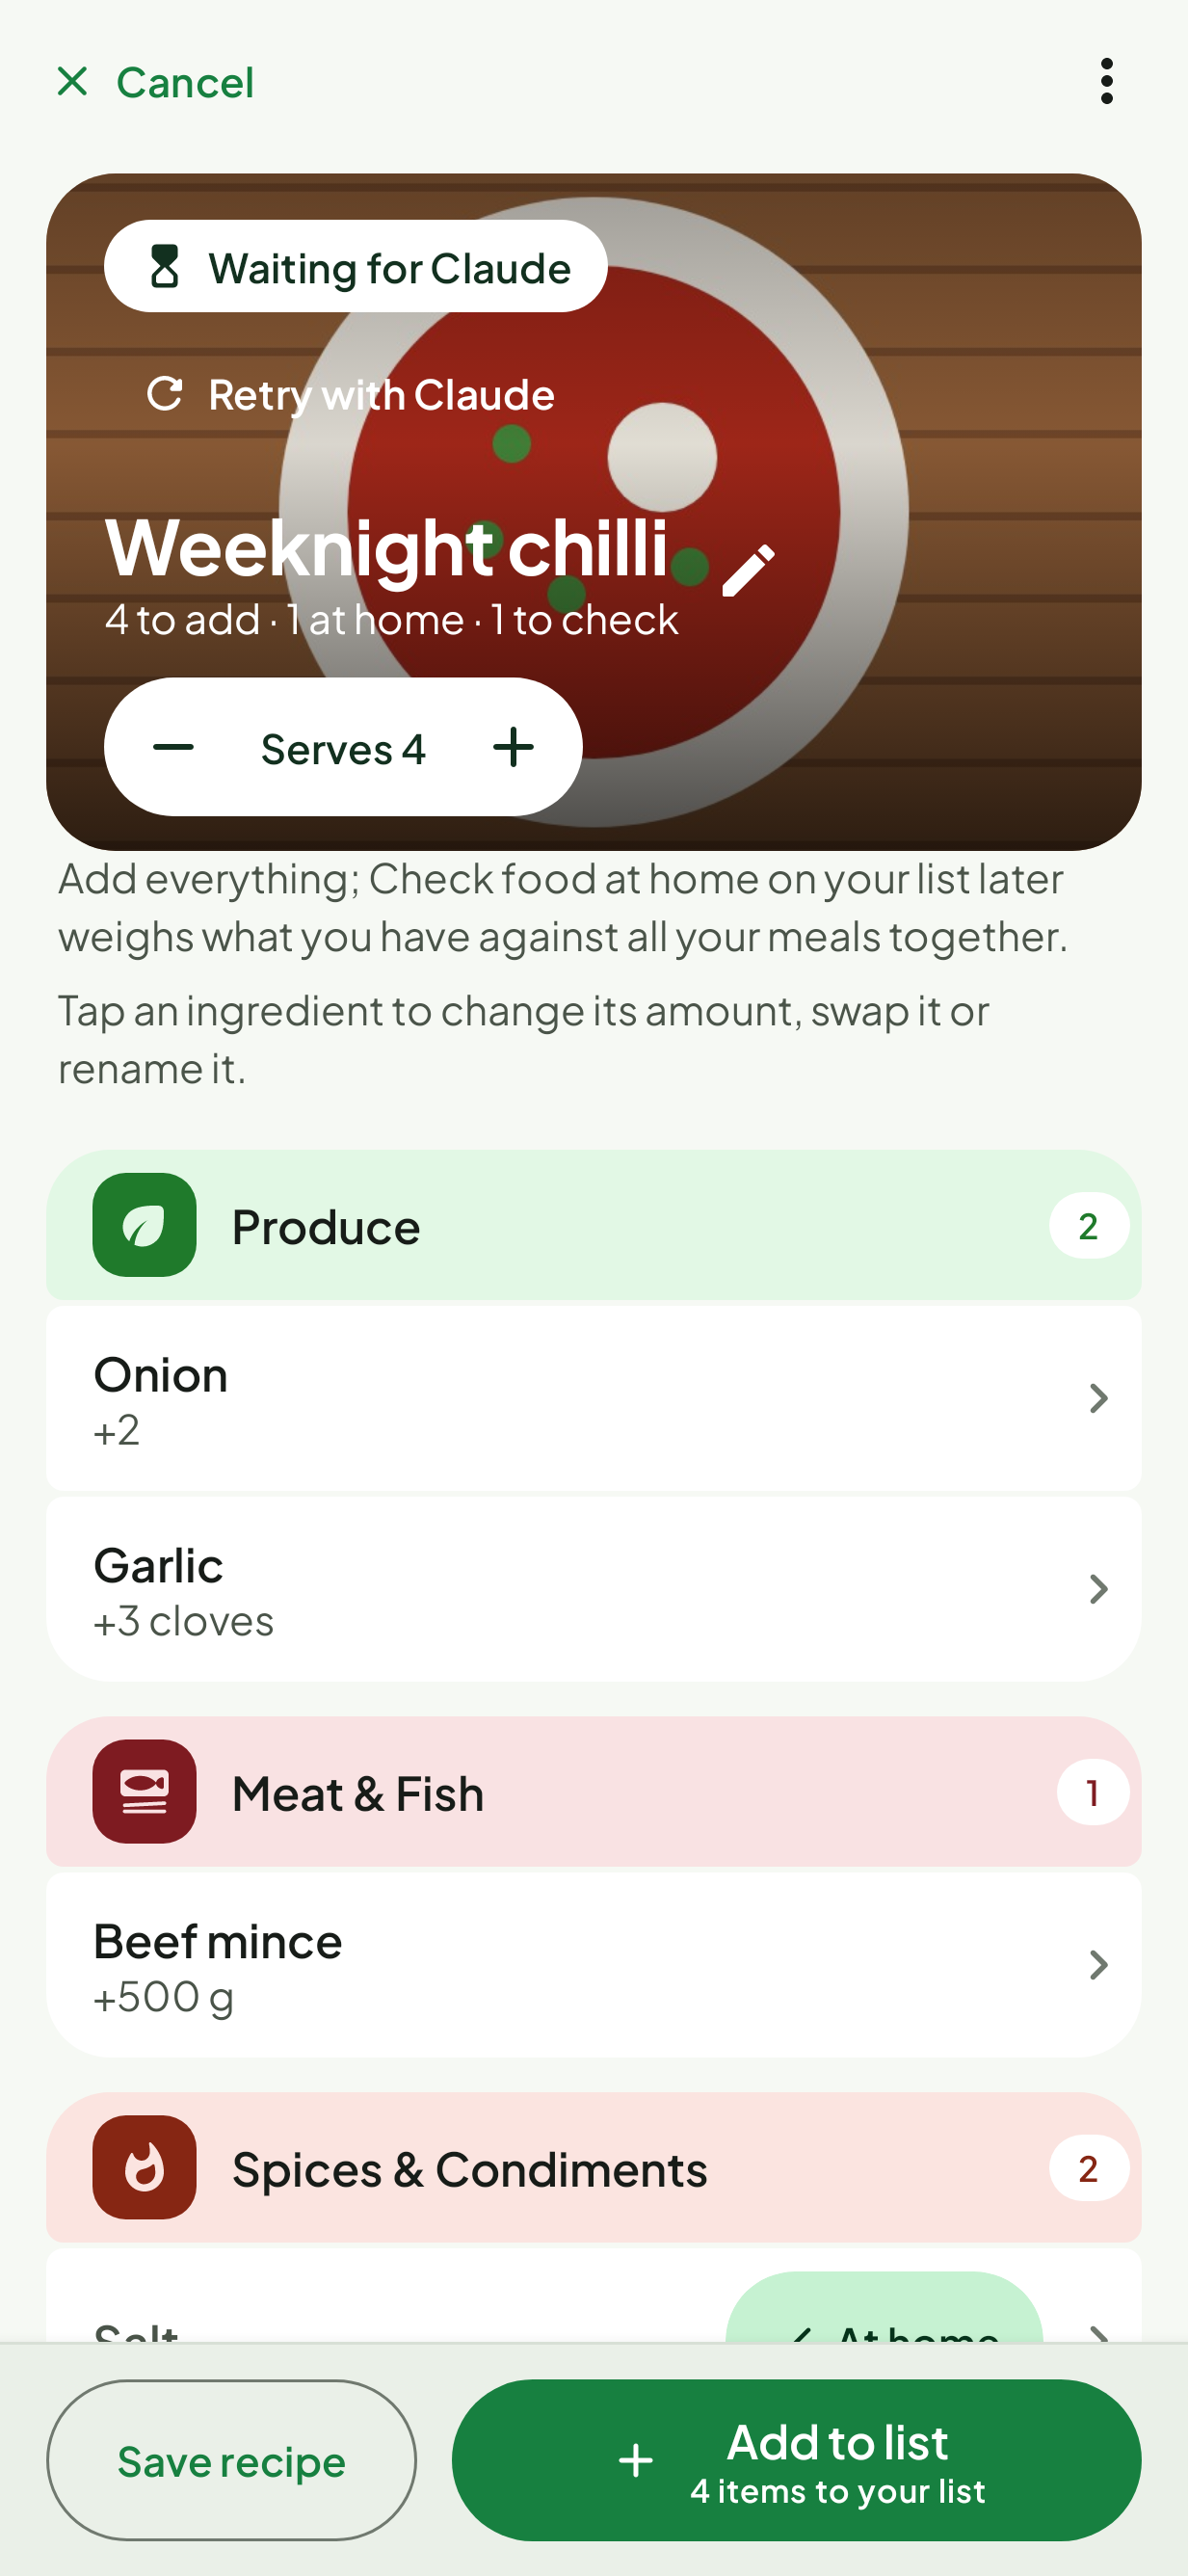 Cancel
Waiting for Claude
Retry with Claude
Weeknight chilli
4 to add · 1 at home · 1 to check
Serves 4
Add everything; Check food at home on your list later
weighs what you have against all your meals together.
Tap an ingredient to change its amount, swap it or
rename it.
Produce
2
Onion
+2
Garlic
+3 cloves
Meat & Fish
1
Beef mince
+500 g
Spices & Condiments
2
Salt
At home
Save recipe
Add to list
4 items to your list